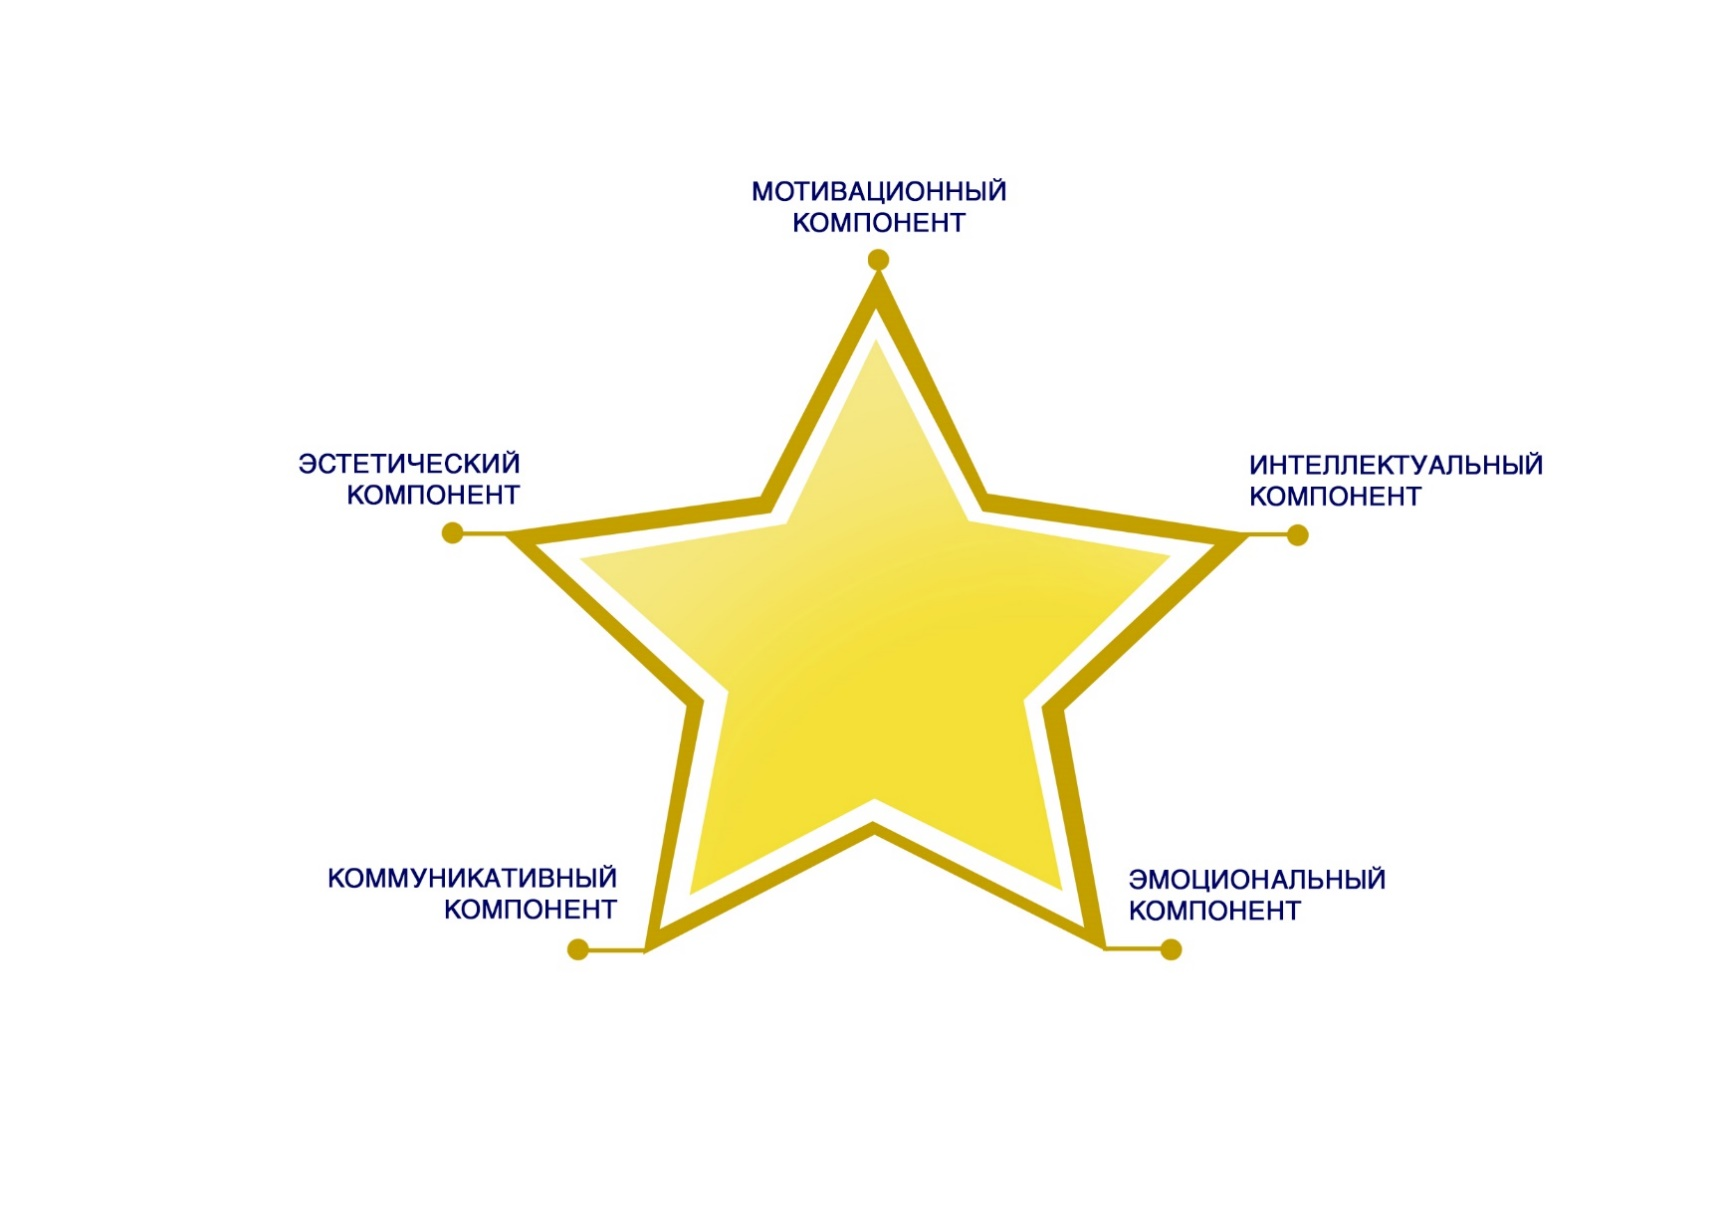 МОТИВАЦИОННЫЙ
КОМПОНЕНТ
ЭСТЕТИЧЕСКИЙ
КОМПОНЕНТ
ИНТЕЛЛЕКТУАЛЬНЫЙ
КОМПОНЕНТ
КОММУНИКАТИВНЫЙ
КОМПОНЕНТ
ЭМОЦИОНАЛЬНЫЙ
КОМПОНЕНТ